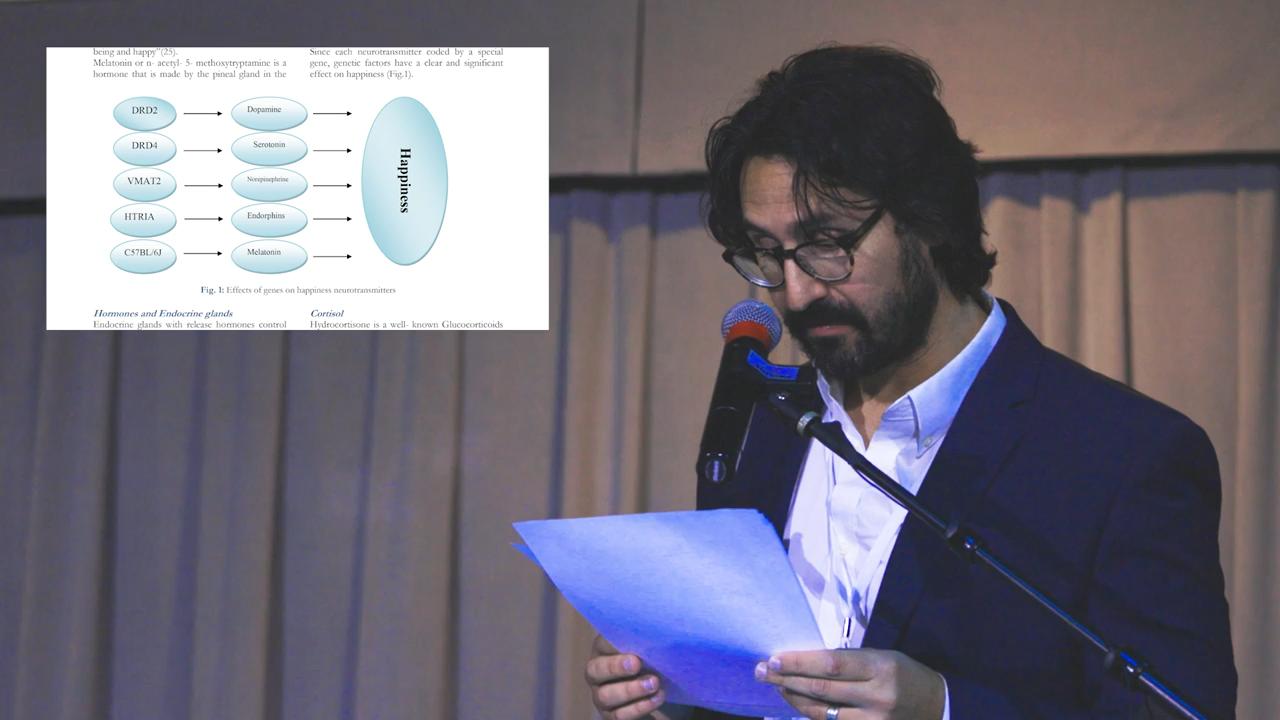 being and happy"(25).
Melatonin or n- acetyl- 5- methoxytryptamine is a
hormone that is made by the pineal gland in the
Since each neurotransmitter coded by a special
gene, genetic factors have a clear and significant
effect on happiness (Fig.1).
DRD2
Dopamine
DRD4
Serotonin
VMAT2
Norepinephrine
HTRIA
Endorphins
C57BL/6J
Melatonin
Happiness
Fig. 1: Effects of genes on happiness neurotransmitters
Hormones and Endocrine glands
Endocrine glands with release hormones control
Cortisol
Hydrocortisone is a well- known Glucocorticoids